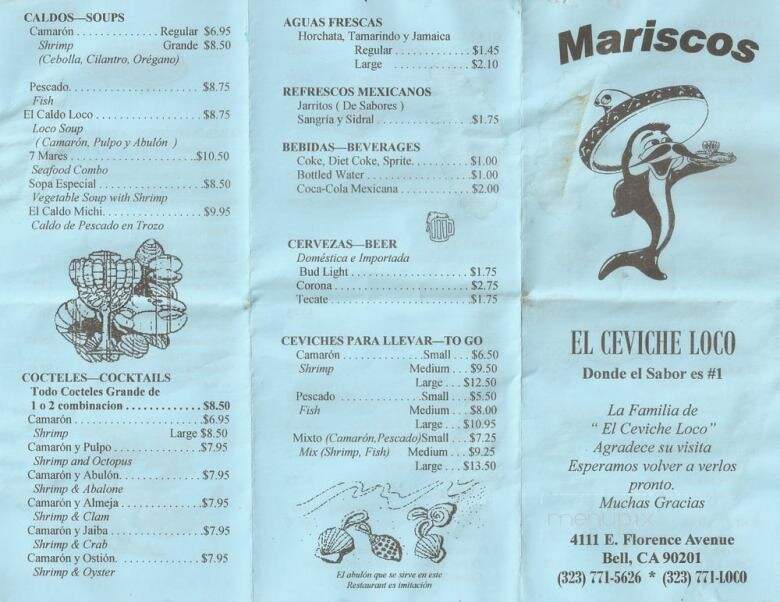 CALDOS—SOUPS
Camarón . . . . . . . . . . . Regular $6.95
Shrimp Grande $8.50
(Cebolla, Cilantro, Orégano)
Pescado. . . . . . . . . . . . . . . . . . . $8.75
Fish
El Caldo Loco . . . . . . . . . . . . . . . $8.75
Loco Soup
( Camarón, Pulpo y Abulón )
7 Mares . . . . . . . . . . . . . . . . . . .$10.50
Seafood Combo
Sopa Especial . . . . . . . . . . . . . . . $8.50
Vegetable Soup with Shrimp
El Caldo Michi. . . . . . . . . . . . . . . $9.95
Caldo de Pescado en Trozo
COCTELES—COCKTAILS
Todo Cocteles Grande de
1 o 2 combinacion . . . . . . . . . . . . . $8.50
Camarón . . . . . . . . . . . . . . . . . . .$6.95
Shrimp Large $8.50
Camarón y Pulpo . . . . . . . . . . . . . .$7.95
Shrimp and Octopus
Camarón y Abulón. . . . . . . . . . . . . .$7.95
Shrimp & Abalone
Camarón y Almeja . . . . . . . . . . . . .$7.95
Shrimp & Clam
Camarón y Jaiba . . . . . . . . . . . . . . $7.95
Shrimp & Crab
Camarón y Ostión. . . . . . . . . . . . . . $7.95
Shrimp & Oyster
AGUAS FRESCAS
Horchata, Tamarindo y Jamaica
Regular . . . . . . . . . . . . . $1.45
Large . . . . . . . . . . . . . $2.10
REFRESCOS MEXICANOS
Jarritos ( De Sabores )
Sangría y Sidral . . . . . . . . . . . . . . . $1.75
BEBIDAS—BEVERAGES
Coke, Diet Coke, Sprite. . . . . . . . . $1.00
Bottled Water . . . . . . . . . . . . . . . .$1.00
Coca-Cola Mexicana . . . . . . . . . . . $2.00
CERVEZAS—BEER
Doméstica e Importada
Bud Light . . . . . . . . . . . . . . . . . . . $1.75
Corona . . . . . . . . . . . . . . . . . . . . . $2.75
Tecate . . . . . . . . . . . . . . . . . . . . . .$1.75
CEVICHES PARA LLEVAR—TO GO
Camarón . . . . . . . . . . . . .Small . . . $6.50
Shrimp Medium . . . $9.50
Large . . . $12.50
Pescado . . . . . . . . . . . . . .Small . . . $5.50
Fish Medium . . . $8.00
Large . . . $10.95
Mixto (Camarón,Pescado)Small . . . $7.25
Mix (Shrimp, Fish) Medium . . . $9.25
Large . . . $13.50
El abulón que se sirve en este
Restaurant es imitación
Mariscos
EL CEVICHE LOCO
Donde el Sabor es #1
La Familia de
“ El Ceviche Loco”
Agradece su visita
Esperamos volver a verlos
pronto.
Muchas Gracias
menupix
4111 E. Florence Avenue
Bell, CA 90201
(323) 771-5626 * (323) 771-LOCO